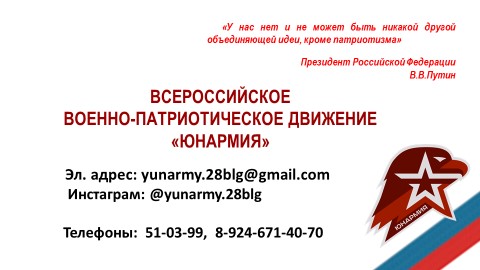 «У нас нет и не может быть никакой другой
объединяющей идеи, кроме патриотизма»
Президент Российской Федерации
В.В.Путин
ВСЕРОССИЙСКОЕ
ВОЕННО-ПАТРИОТИЧЕСКОЕ ДВИЖЕНИЕ
«ЮНАРМИЯ»
Эл. адрес: yunarmy.28blg@gmail.com
Инстаграм: @yunarmy.28blg
Телефоны: 51-03-99, 8-924-671-40-70
ЮНАРМИЯ